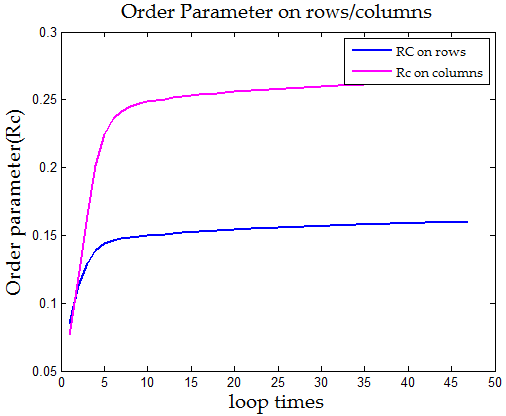 Order Parameter on rows/columns
0.3
RC on rows
Rc on columns
0.25
0.2
0.15
0.1
0.05
Order parameter(Rc)
0 5 10 15 20 25 30 35 40 45 50
loop times